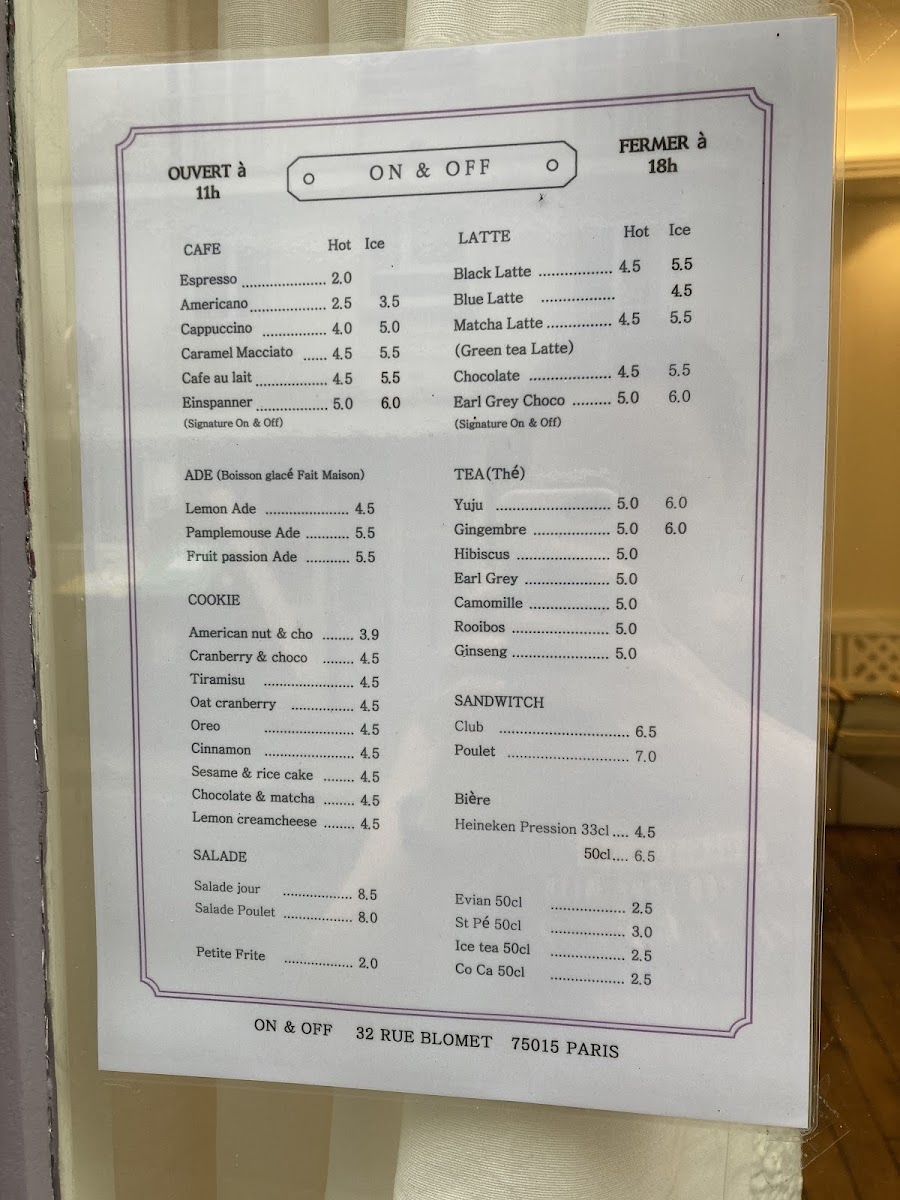 OUVERT à
11h
ON & OFF
FERMER à
18h
CAFE Hot Ice
Espresso ..................... 2.0
Americano ................... 2.5 3.5
Cappuccino ................ 4.0 5.0
Caramel Macciato ...... 4.5 5.5
Cafe au lait .................. 4.5 5.5
Einspanner .................. 5.0 6.0
(Signature On & Off)
ADE (Boisson glacé Fait Maison)
Lemon Ade ..................... 4.5
Pamplemouse Ade ........... 5.5
Fruit passion Ade ............ 5.5
COOKIE
American nut & cho ........ 3.9
Cranberry & choco ........ 4.5
Tiramisu ....................... 4.5
Oat cranberry ................ 4.5
Oreo ....................... 4.5
Cinnamon ....................... 4.5
Sesame & rice cake ........ 4.5
Chocolate & matcha ........ 4.5
Lemon creamcheese ........ 4.5
SALADE
Salade jour .................. 8.5
Salade Poulet .................. 8.0
Petite Frite .................. 2.0
LATTE Hot Ice
Black Latte .................. 4.5 5.5
Blue Latte .................. 4.5
Matcha Latte ................ 4.5 5.5
(Green tea Latte)
Chocolate ..................... 4.5 5.5
Earl Grey Choco ......... 5.0 6.0
(Signature On & Off)
TEA(Thé)
Yuju ............................. 5.0 6.0
Gingembre .................... 5.0 6.0
Hibiscus ........................ 5.0
Earl Grey ...................... 5.0
Camomille ..................... 5.0
Rooibos ......................... 5.0
Ginseng ......................... 5.0
SANDWITCH
Club ................................. 6.5
Poulet ............................... 7.0
Bière
Heineken Pression 33cl .... 4.5
50cl .... 6.5
Evian 50cl ................... 2.5
St Pé 50cl ................... 3.0
Ice tea 50cl ................... 2.5
Co Ca 50cl ................... 2.5
ON & OFF 32 RUE BLOMET 75015 PARIS